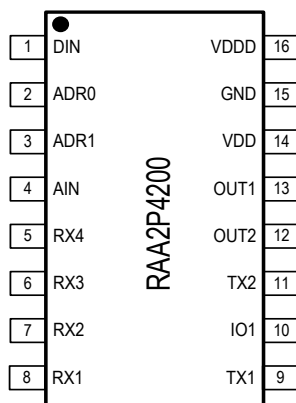 1 DIN VDDD 16
2 ADR0 GND 15
3 ADR1 VDD 14
4 AIN OUT1 13
5 RX4 OUT2 12
6 RX3 TX2 11
7 RX2 IO1 10
8 RX1 TX1 9
RAA2P4200